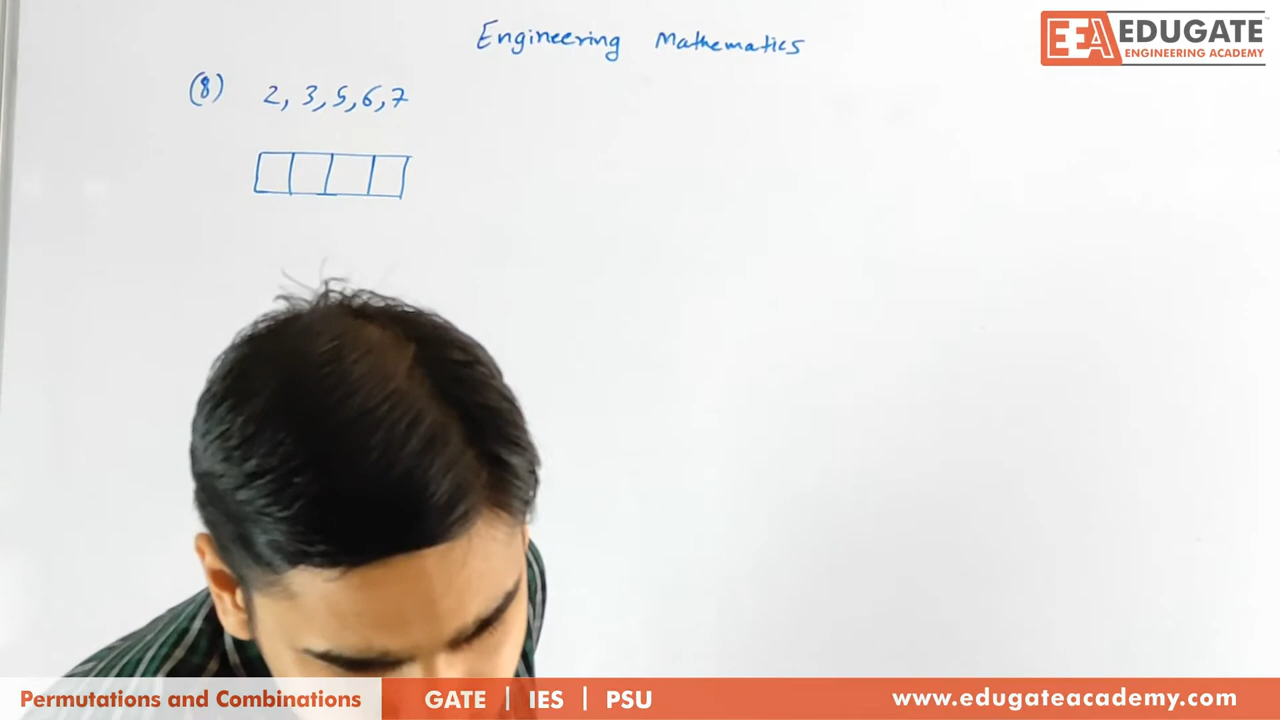 Engineering Mathematics
EEA EDUGATE
ENGINEERING ACADEMY
(8) 2, 3, 5, 6, 7
Permutations and Combinations GATE | IES | PSU www.edugateacademy.com